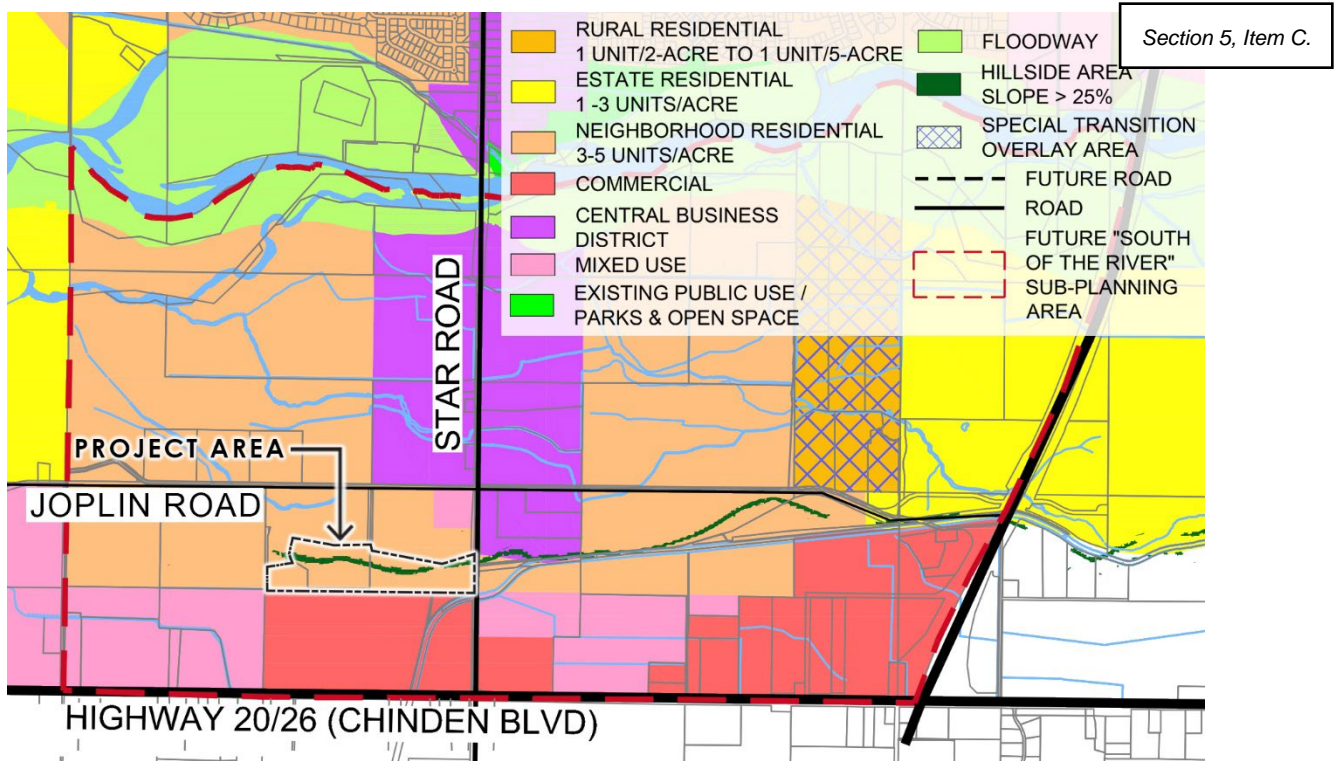 Section 5, Item C.
RURAL RESIDENTIAL
1 UNIT/2-ACRE TO 1 UNIT/5-ACRE
ESTATE RESIDENTIAL
1 -3 UNITS/ACRE
NEIGHBORHOOD RESIDENTIAL
3-5 UNITS/ACRE
COMMERCIAL
CENTRAL BUSINESS
DISTRICT
MIXED USE
EXISTING PUBLIC USE /
PARKS & OPEN SPACE
FLOODWAY
HILLSIDE AREA
SLOPE > 25%
SPECIAL TRANSITION
OVERLAY AREA
FUTURE ROAD
ROAD
FUTURE "SOUTH
OF THE RIVER"
SUB-PLANNING
AREA
STAR ROAD
PROJECT AREA
JOPLIN ROAD
HIGHWAY 20/26 (CHINDEN BLVD)